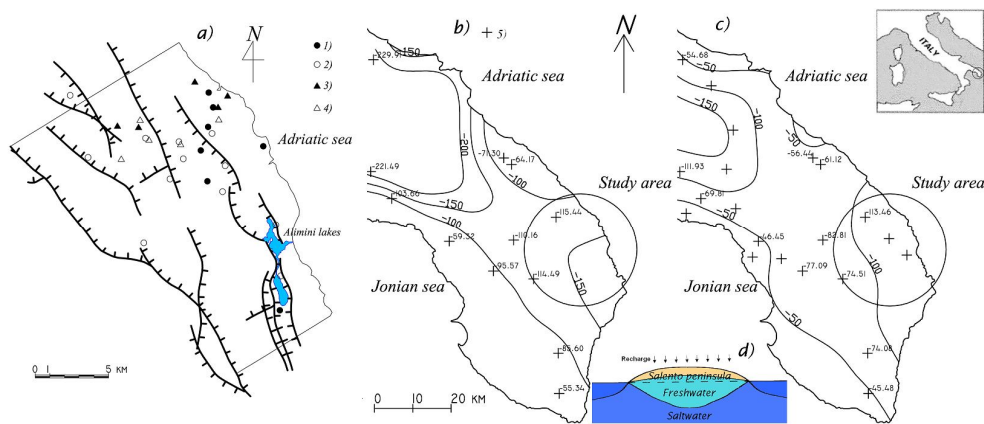 a)
N
1)
2)
3)
4)
Adriatic sea
Alimini lakes
0 1 5 KM
b)
+ 5)
N
Adriatic sea
Study area
Jonian sea
-229.91
-150
-200
-221.49
-103.66
-150
-100
-71.30
-64.17
-100
-115.44
-59.32
-110.16
-95.57
-114.49
-150
-85.60
-55.34
0 10 20 KM
c)
Adriatic sea
Study area
Jonian sea
-54.68
-50
-150
-100
-50
-111.93
-56.44
-61.12
-69.81
-50
-113.46
-46.45
-82.81
-100
-77.09
-74.51
-50
-74.08
-45.48
d)
Recharge
Salento peninsula
Freshwater
Saltwater
ITALY